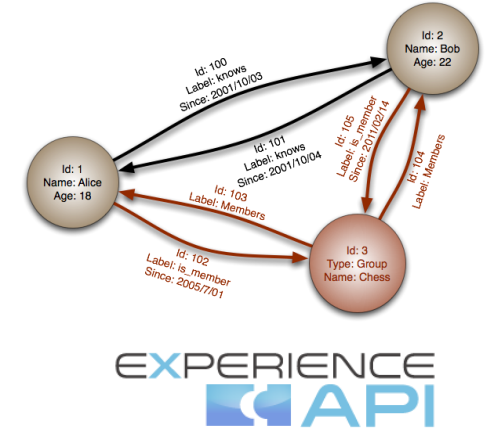 Id: 2
Name: Bob
Age: 22
Id: 100
Label: knows
Since: 2001/10/03
Id: 101
Label: knows
Since: 2001/10/04
Id: 105
Label: is_member
Since: 2011/02/14
Id: 104
Label: Members
Id: 1
Name: Alice
Age: 18
Id: 103
Label: Members
Id: 102
Label: is_member
Since: 2005/7/01
Id: 3
Type: Group
Name: Chess
EXPERIENCE
API